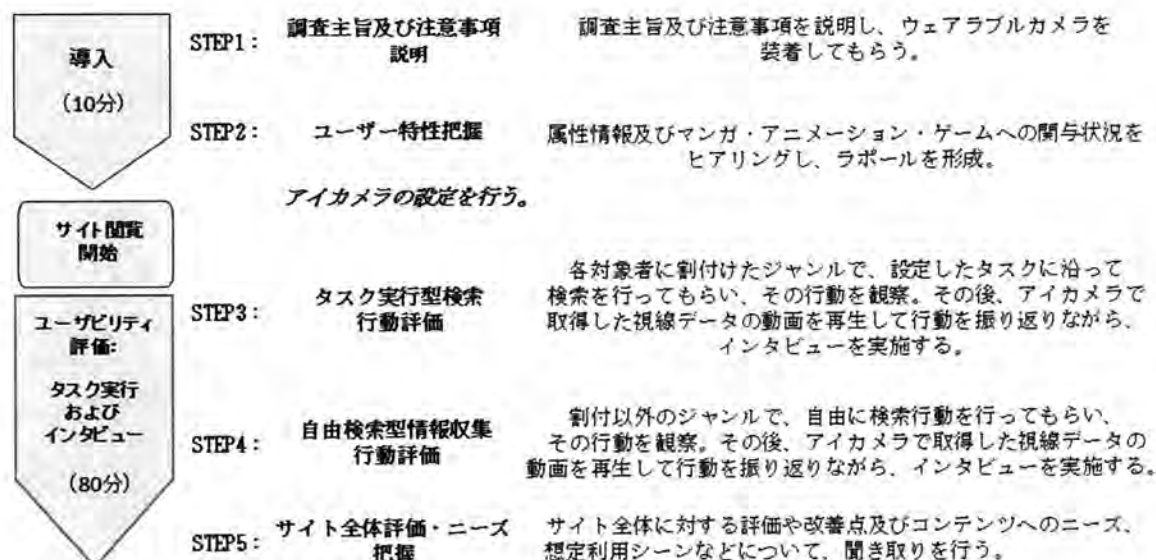 導入
(10分)
STEP1:
調査主旨及び注意事項
説明
調査主旨及び注意事項を説明し、ウェアラブルカメラを
装着してもらう。
STEP2:
ユーザー特性把握
属性情報及びマンガ・アニメーション・ゲームへの関与状況を
ヒアリングし、ラポールを形成。
アイカメラの設定を行う。
サイト閲覧
開始
ユーザビリティ
評価:
タスク実行
および
インタビュー
(80分)
STEP3:
タスク実行型検索
行動評価
各対象者に割付けたジャンルで、設定したタスクに沿って
検索を行ってもらい、その行動を観察。その後、アイカメラで
取得した視線データの動画を再生して行動を振り返りながら、
インタビューを実施する。
STEP4:
自由検索型情報収集
行動評価
割付以外のジャンルで、自由に検索行動を行ってもらい、
その行動を観察。その後、アイカメラで取得した視線データの
動画を再生して行動を振り返りながら、インタビューを実施する。
STEP5:
サイト全体評価・ニーズ
把握
サイト全体に対する評価や改善点及びコンテンツへのニーズ、
想定利用シーンなどについて、聞き取りを行う。